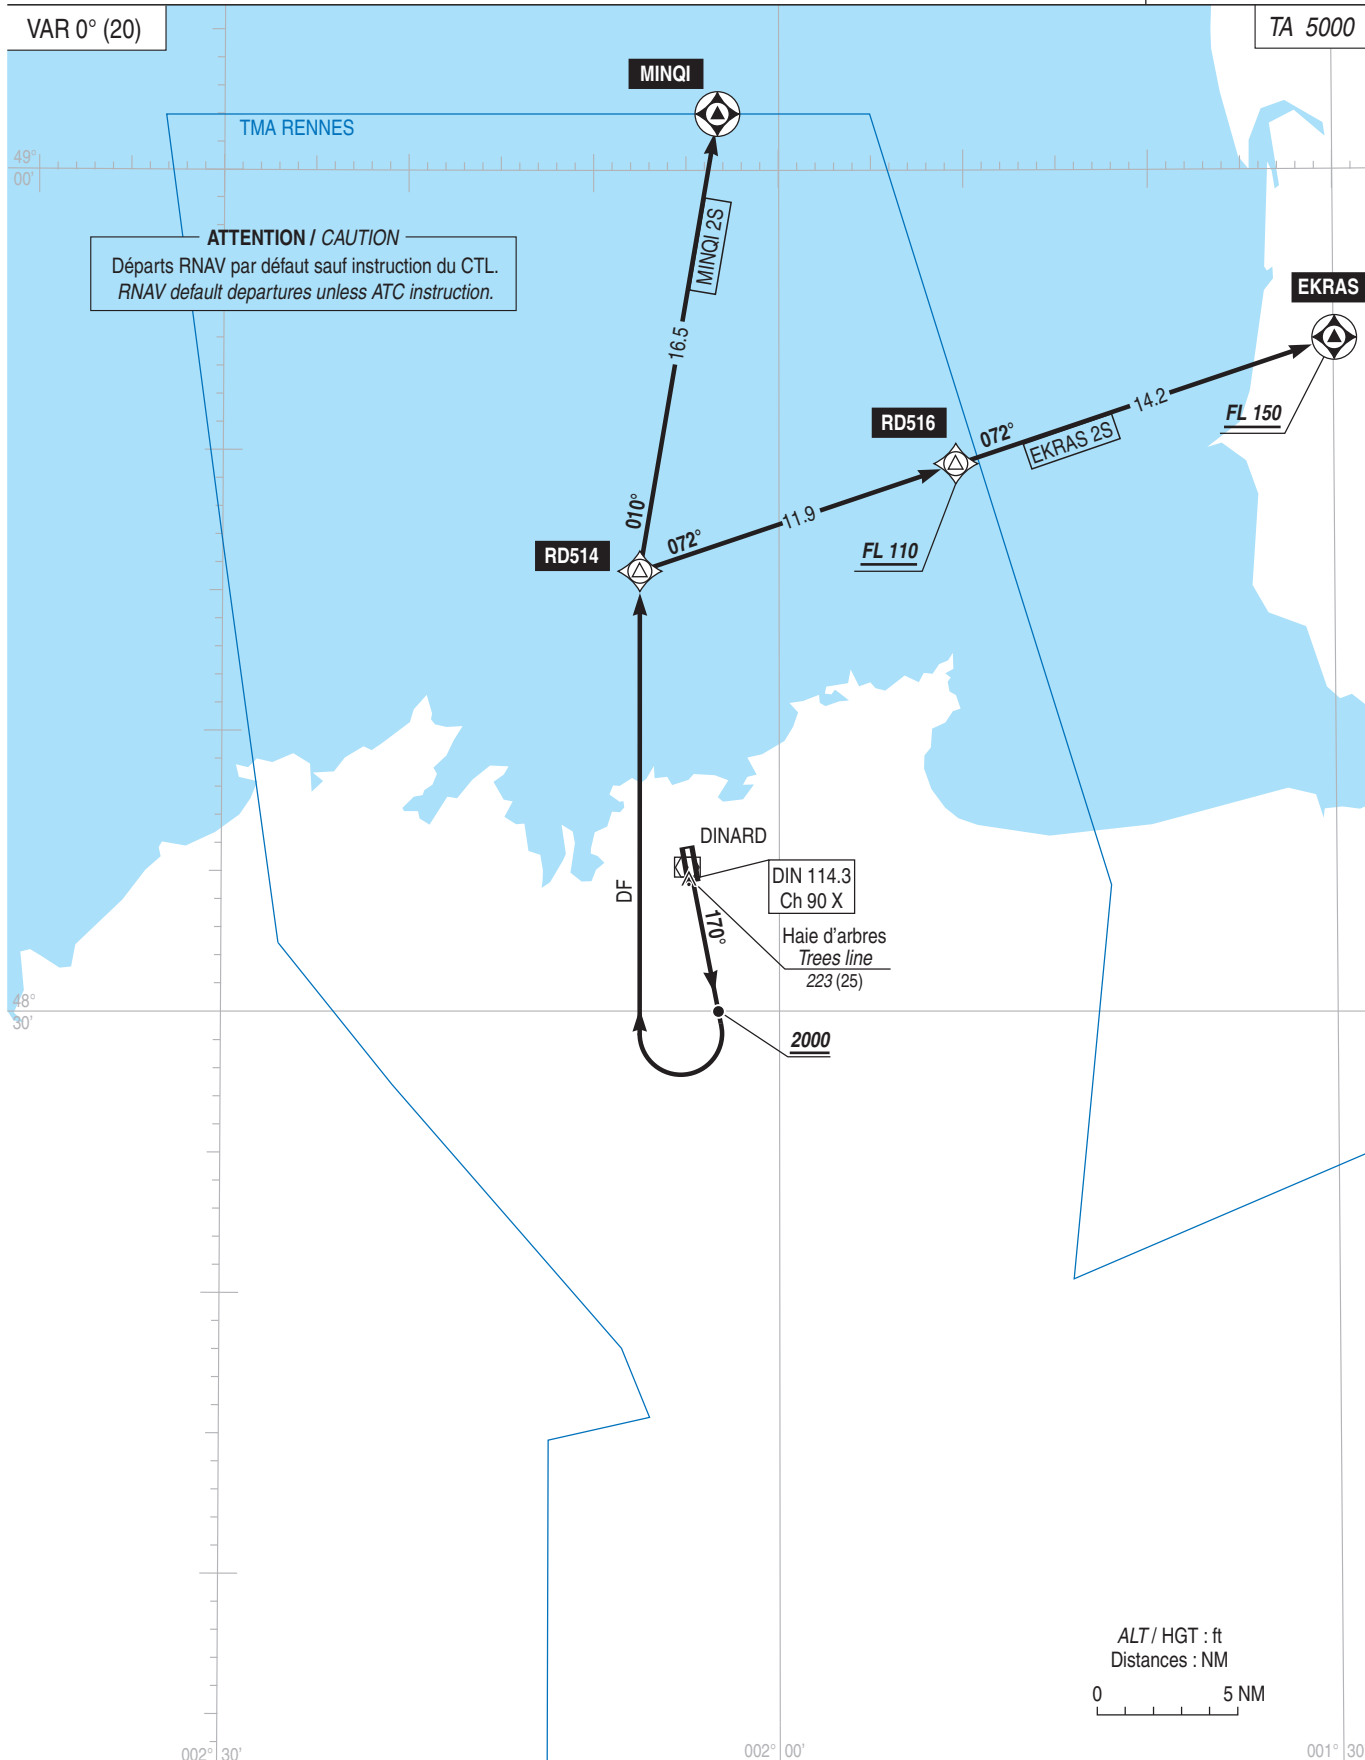 VAR 0° (20)
TA 5000
MINQI
TMA RENNES
49°
00'
ATTENTION / CAUTION
Départs RNAV par défaut sauf instruction du CTL.
RNAV default departures unless ATC instruction.
MINQI 2S
EKRAS
16.5
14.2
FL 150
RD516
072°
EKRAS 2S
010°
11.9
072°
RD514
FL 110
DINARD
DIN 114.3
Ch 90 X
DF
170°
Haie d'arbres
Trees line
223 (25)
48°
30'
2000
ALT / HGT : ft
Distances : NM
0 5 NM
002° 30'
002° 00'
001° 30